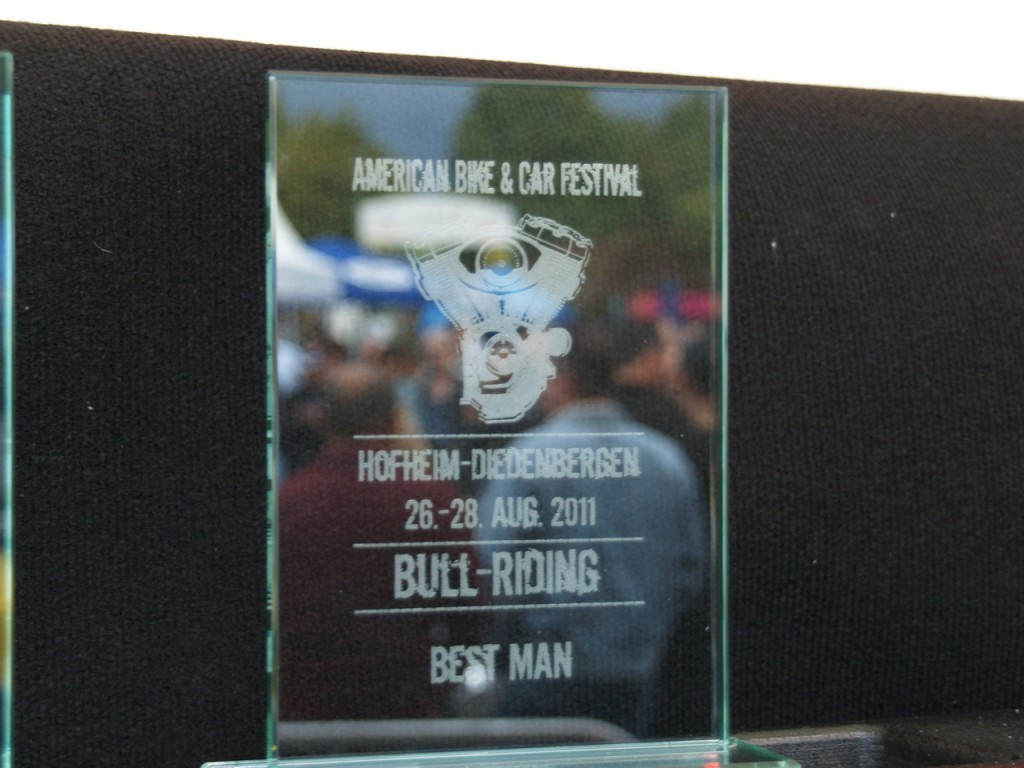 AMERICAN BIKE & CAR FESTIVAL
HOFHEIM-DIEDENBERGEN
26.-28. AUG. 2011
BULL-RIDING
BEST MAN